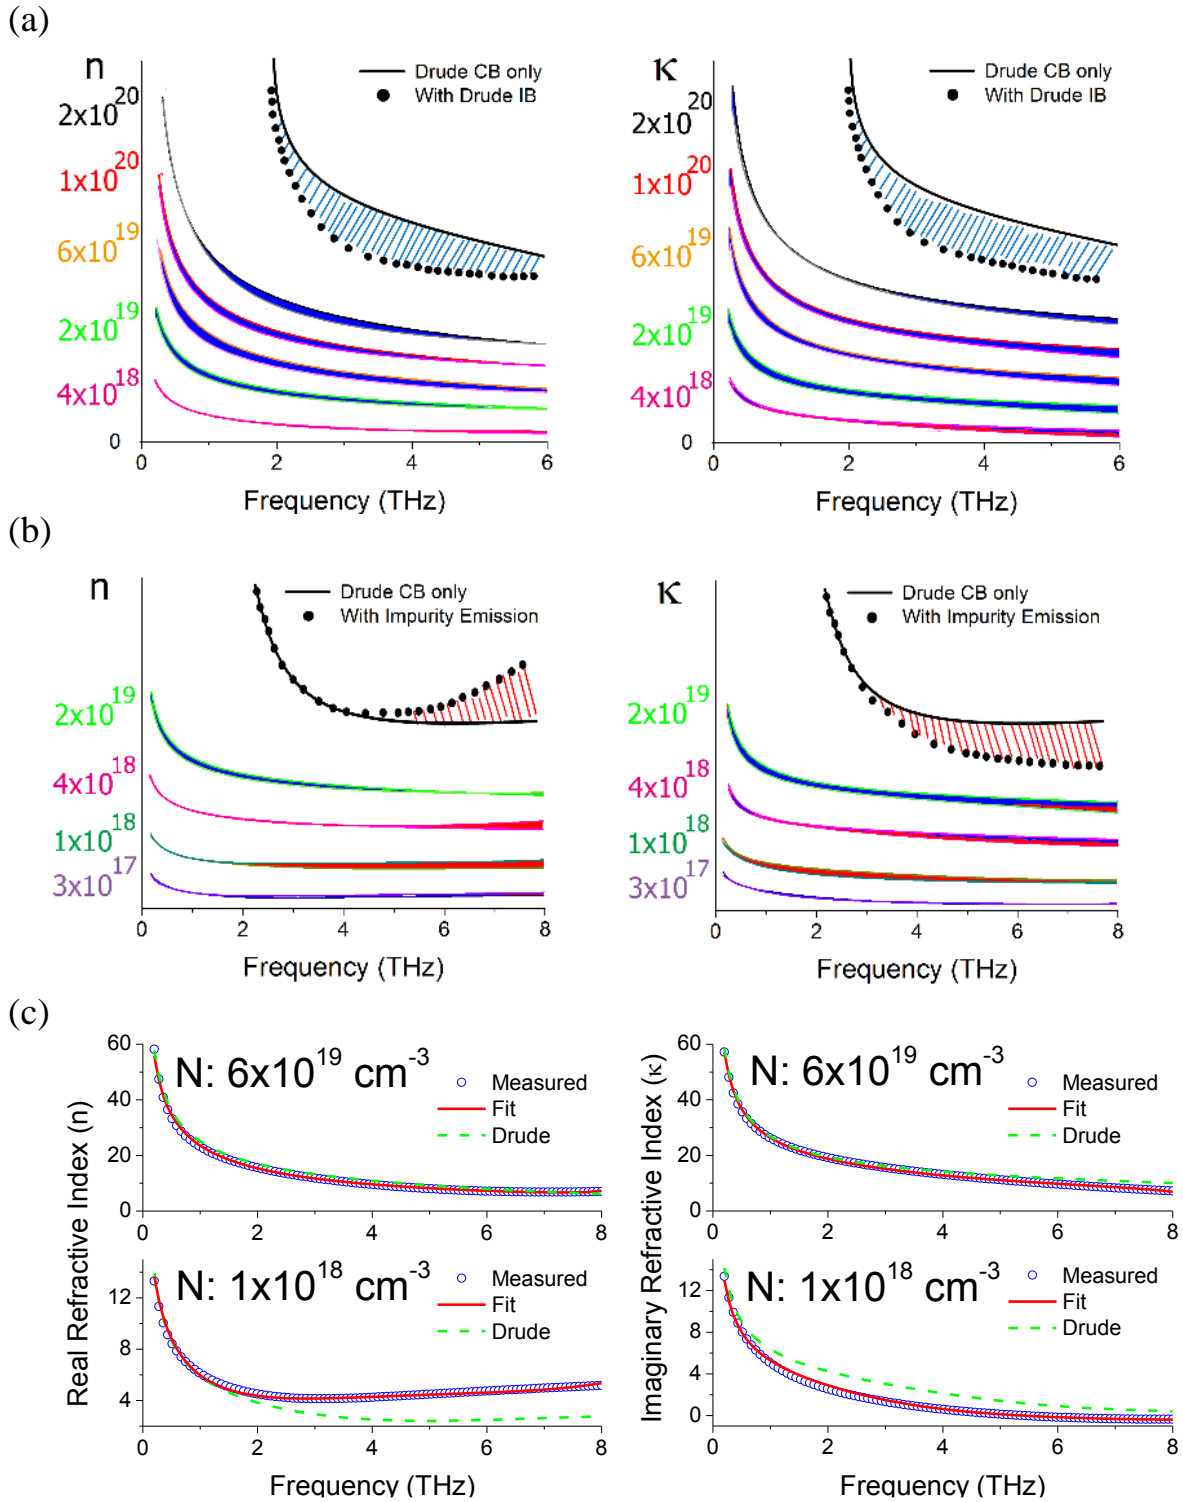 (a)
n
Drude CB only
With Drude IB
2x10^20
1x10^20
6x10^19
2x10^19
4x10^18
0
0 2 4 6
Frequency (THz)
κ
Drude CB only
With Drude IB
2x10^20
1x10^20
6x10^19
2x10^19
4x10^18
0
0 2 4 6
Frequency (THz)
(b)
n
Drude CB only
With Impurity Emission
2x10^19
4x10^18
1x10^18
3x10^17
0 2 4 6 8
Frequency (THz)
κ
Drude CB only
With Impurity Emission
2x10^19
4x10^18
1x10^18
3x10^17
0 2 4 6 8
Frequency (THz)
(c)
Real Refractive Index (n)
60
40
20
0
N: 6x10^19 cm^-3
Measured
Fit
Drude
0 2 4 6 8
12
8
4
N: 1x10^18 cm^-3
Measured
Fit
Drude
0 2 4 6 8
Frequency (THz)
Imaginary Refractive Index (κ)
60
40
20
0
N: 6x10^19 cm^-3
Measured
Fit
Drude
0 2 4 6 8
12
8
4
0
N: 1x10^18 cm^-3
Measured
Fit
Drude
0 2 4 6 8
Frequency (THz)